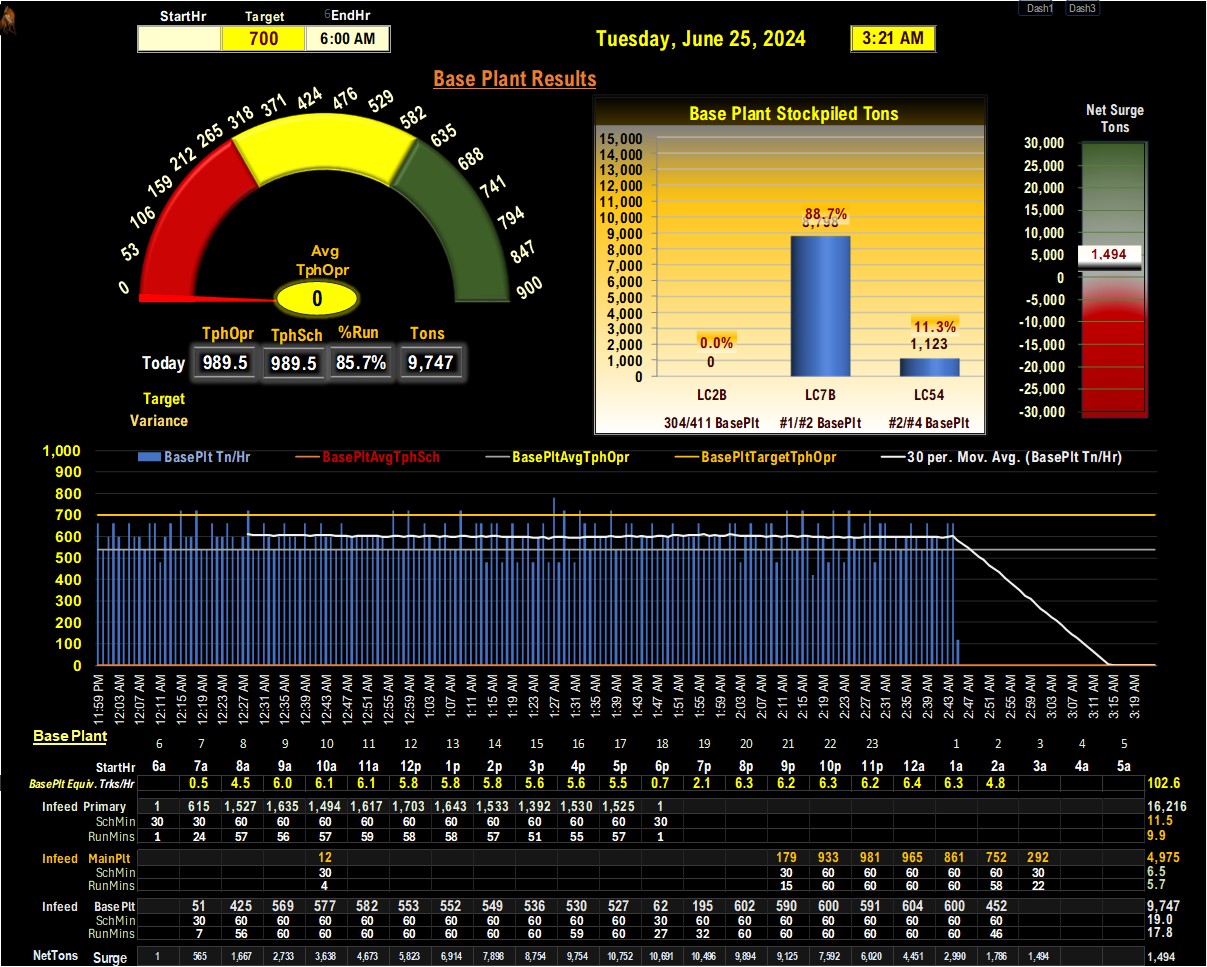 Dash1 Dash3
StartHr Target 6 EndHr
700 6:00 AM
Tuesday, June 25, 2024 3:21 AM
Base Plant Results
0 53 106 159 212 265 318 371 424 476 529 582 635 688 741 794 847 900
Avg
TphOpr
0
TphOpr TphSch %Run Tons
Today 989.5 989.5 85.7% 9,747
Target
Variance
Base Plant Stockpiled Tons
15,000
14,000
13,000
12,000
11,000
10,000
9,000
8,000
7,000
6,000
5,000
4,000
3,000
2,000
1,000
0
88.7%
8,798
11.3%
1,123
0.0%
0
LC2B LC7B LC54
304/411 BasePlt #1/#2 BasePlt #2/#4 BasePlt
Net Surge
Tons
30,000
25,000
20,000
15,000
10,000
5,000
0
-5,000
-10,000
-15,000
-20,000
-25,000
-30,000
1,494
BasePlt Tn/Hr BasePltAvgTphSch BasePltAvgTphOpr BasePltTargetTphOpr 30 per. Mov. Avg. (BasePlt Tn/Hr)
1,000
900
800
700
600
500
400
300
200
100
0
11:59 PM 12:03 AM 12:07 AM 12:11 AM 12:15 AM 12:19 AM 12:23 AM 12:27 AM 12:31 AM 12:35 AM 12:39 AM 12:43 AM 12:47 AM 12:51 AM 12:55 AM 12:59 AM 1:03 AM 1:07 AM 1:11 AM 1:15 AM 1:19 AM 1:23 AM 1:27 AM 1:31 AM 1:35 AM 1:39 AM 1:43 AM 1:47 AM 1:51 AM 1:55 AM 1:59 AM 2:03 AM 2:07 AM 2:11 AM 2:15 AM 2:19 AM 2:23 AM 2:27 AM 2:31 AM 2:35 AM 2:39 AM 2:43 AM 2:47 AM 2:51 AM 2:55 AM 2:59 AM 3:03 AM 3:07 AM 3:11 AM 3:15 AM 3:19 AM
Base Plant
6 7 8 9 10 11 12 13 14 15 16 17 18 19 20 21 22 23 1 2 3 4 5
StartHr 6a 7a 8a 9a 10a 11a 12p 1p 2p 3p 4p 5p 6p 7p 8p 9p 10p 11p 12a 1a 2a 3a 4a 5a
BasePlt Equiv. Trks/Hr 0.5 4.5 6.0 6.1 6.1 5.8 5.8 5.8 5.6 5.6 5.5 0.7 2.1 6.3 6.2 6.3 6.2 6.4 6.3 4.8 102.6
Infeed Primary 1 615 1,527 1,635 1,494 1,617 1,703 1,643 1,533 1,392 1,530 1,525 1 16,216
SchMin 30 30 60 60 60 60 60 60 60 60 60 60 30 11.5
RunMins 1 24 57 56 57 59 58 58 57 51 55 57 1 9.9
Infeed MainPlt 12 179 933 981 965 861 752 292 4,975
SchMin 30 30 60 60 60 60 60 30 6.5
RunMins 4 15 60 60 60 60 58 22 5.7
Infeed BasePlt 51 425 569 577 582 553 552 549 536 530 527 62 195 602 590 600 591 604 600 452 9,747
SchMin 30 60 60 60 60 60 60 60 60 60 60 30 60 60 60 60 60 60 60 60 19.0
RunMins 7 56 60 60 60 60 60 60 60 59 60 27 32 60 60 60 60 60 60 46 17.8
NetTons Surge 1 565 1,667 2,733 3,638 4,673 5,823 6,914 7,898 8,754 9,754 10,752 10,691 10,496 9,894 9,125 7,592 6,020 4,451 2,990 1,786 1,494 1,494